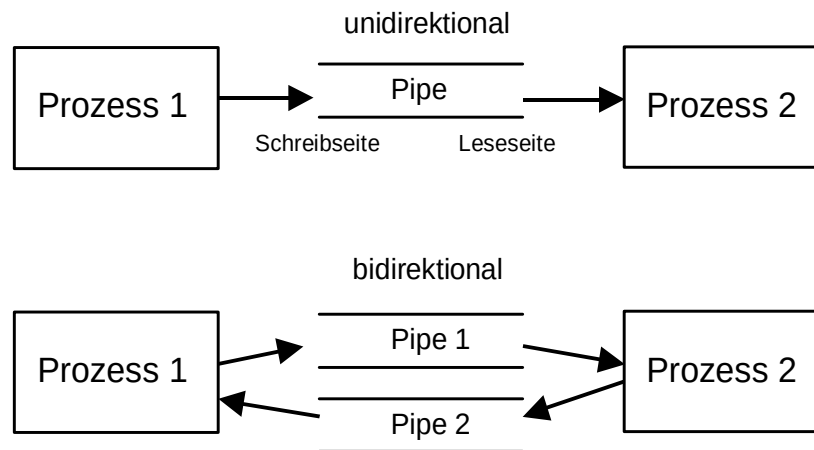 unidirektional
Prozess 1
Pipe
Prozess 2
Schreibseite
Leseseite
bidirektional
Prozess 1
Pipe 1
Prozess 2
Pipe 2